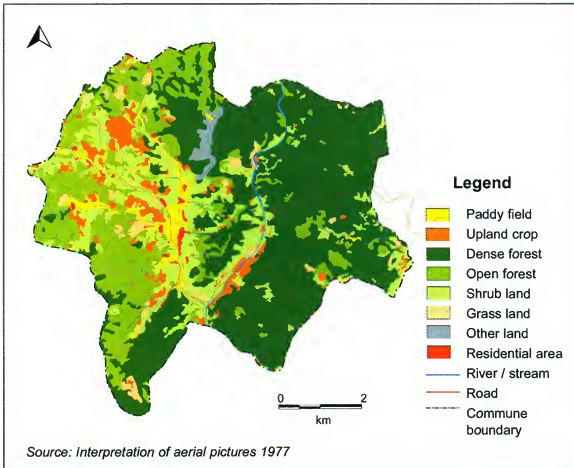 Legend
Paddy field
Upland crop
Dense forest
Open forest
Shrub land
Grass land
Other land
Residential area
River / stream
Road
Commune
boundary
0 2
km
Source: Interpretation of aerial pictures 1977